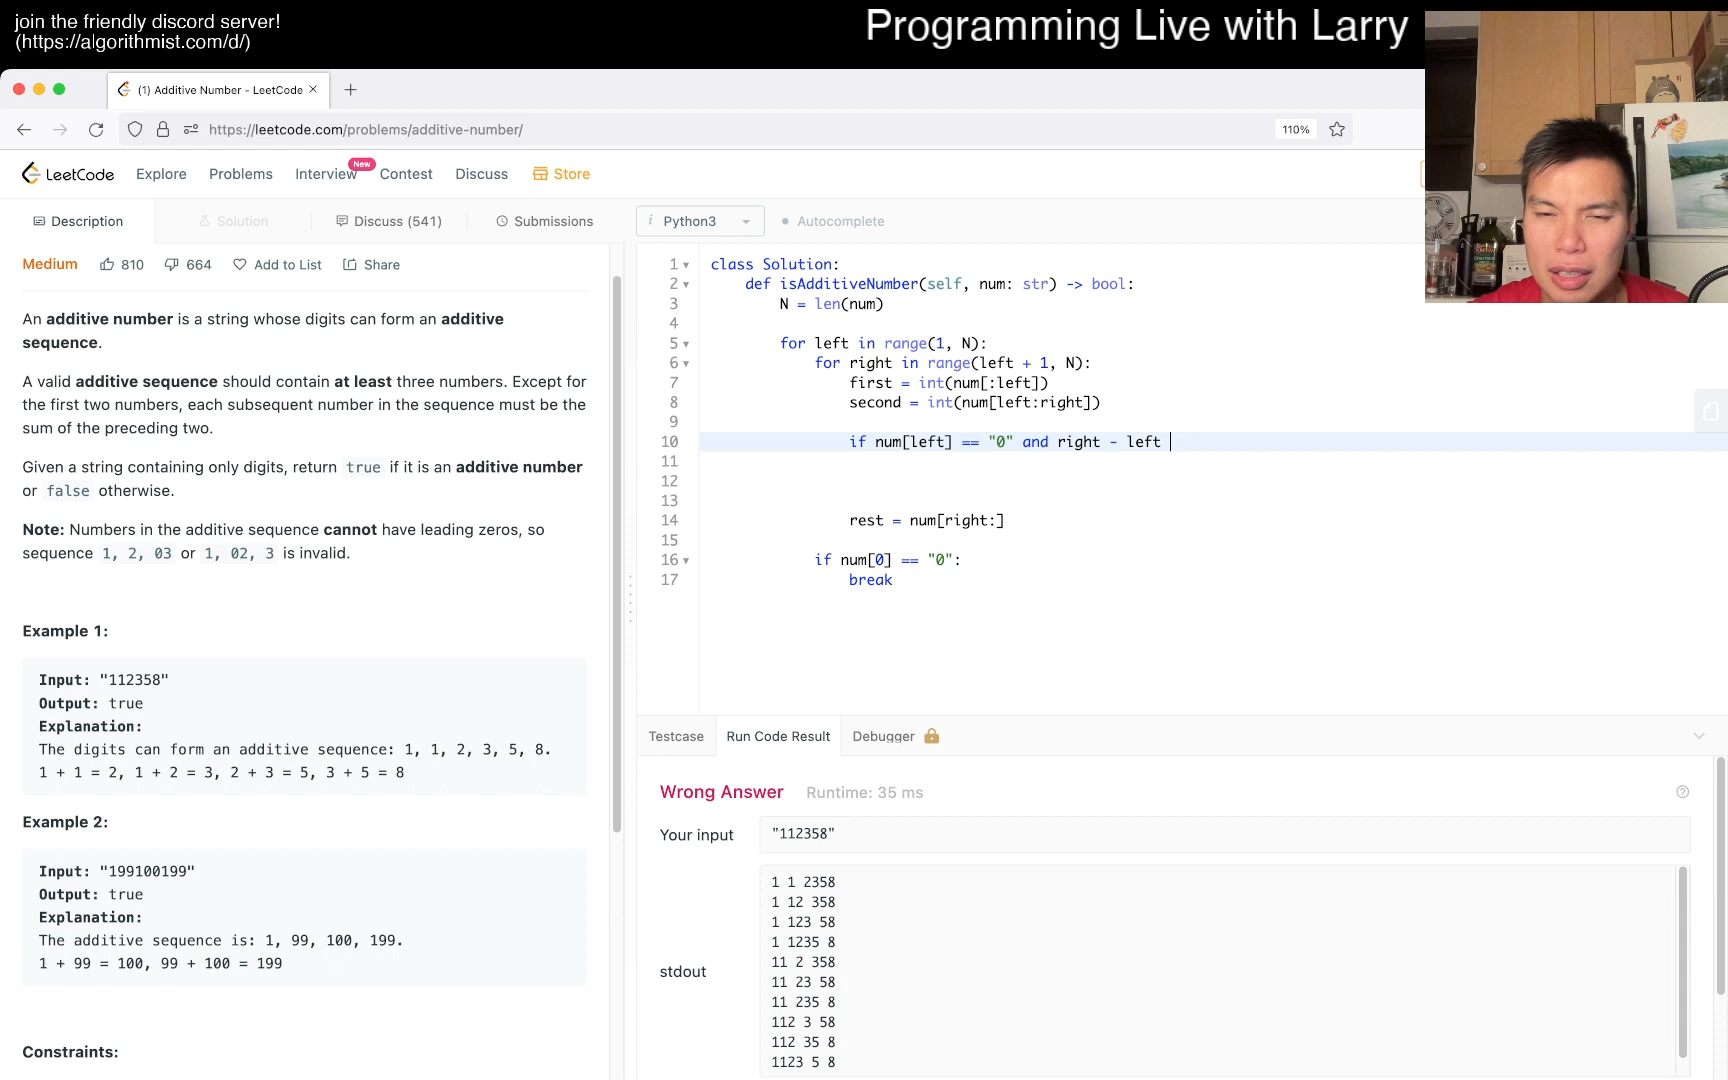 join the friendly discord server!
(https://algorithmist.com/d/)
Programming Live with Larry
(1) Additive Number - LeetCode
https://leetcode.com/problems/additive-number/
110%
LeetCode
Explore
Problems
Interview
New
Contest
Discuss
Store
Description
Solution
Discuss (541)
Submissions
i Python3
Autocomplete
Medium
810
664
Add to List
Share
An additive number is a string whose digits can form an additive
sequence.
A valid additive sequence should contain at least three numbers. Except for
the first two numbers, each subsequent number in the sequence must be the
sum of the preceding two.
Given a string containing only digits, return true if it is an additive number
or false otherwise.
Note: Numbers in the additive sequence cannot have leading zeros, so
sequence 1, 2, 03 or 1, 02, 3 is invalid.
Example 1:
Input: "112358"
Output: true
Explanation:
The digits can form an additive sequence: 1, 1, 2, 3, 5, 8.
1 + 1 = 2, 1 + 2 = 3, 2 + 3 = 5, 3 + 5 = 8
Example 2:
Input: "199100199"
Output: true
Explanation:
The additive sequence is: 1, 99, 100, 199.
1 + 99 = 100, 99 + 100 = 199
Constraints:
1 class Solution:
2 def isAdditiveNumber(self, num: str) -> bool:
3 N = len(num)
4
5 for left in range(1, N):
6 for right in range(left + 1, N):
7 first = int(num[:left])
8 second = int(num[left:right])
9
10 if num[left] == "0" and right - left
11
12
13
14 rest = num[right:]
15
16 if num[0] == "0":
17 break
Testcase
Run Code Result
Debugger
Wrong Answer
Runtime: 35 ms
Your input
"112358"
stdout
1 1 2358
1 12 358
1 123 58
1 1235 8
11 2 358
11 23 58
11 235 8
112 3 58
112 35 8
1123 5 8